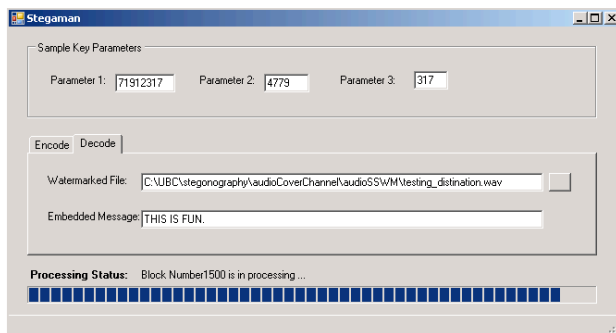 Stegaman
Sample Key Parameters
Parameter 1: 71912317 Parameter 2: 4779 Parameter 3: 317
Encode Decode
Watermarked File: C:\UBC\stegonography\audioCoverChannel\audioSSWM\testing_distination.wav
Embedded Message: THIS IS FUN.
Processing Status: Block Number1500 is in processing ...